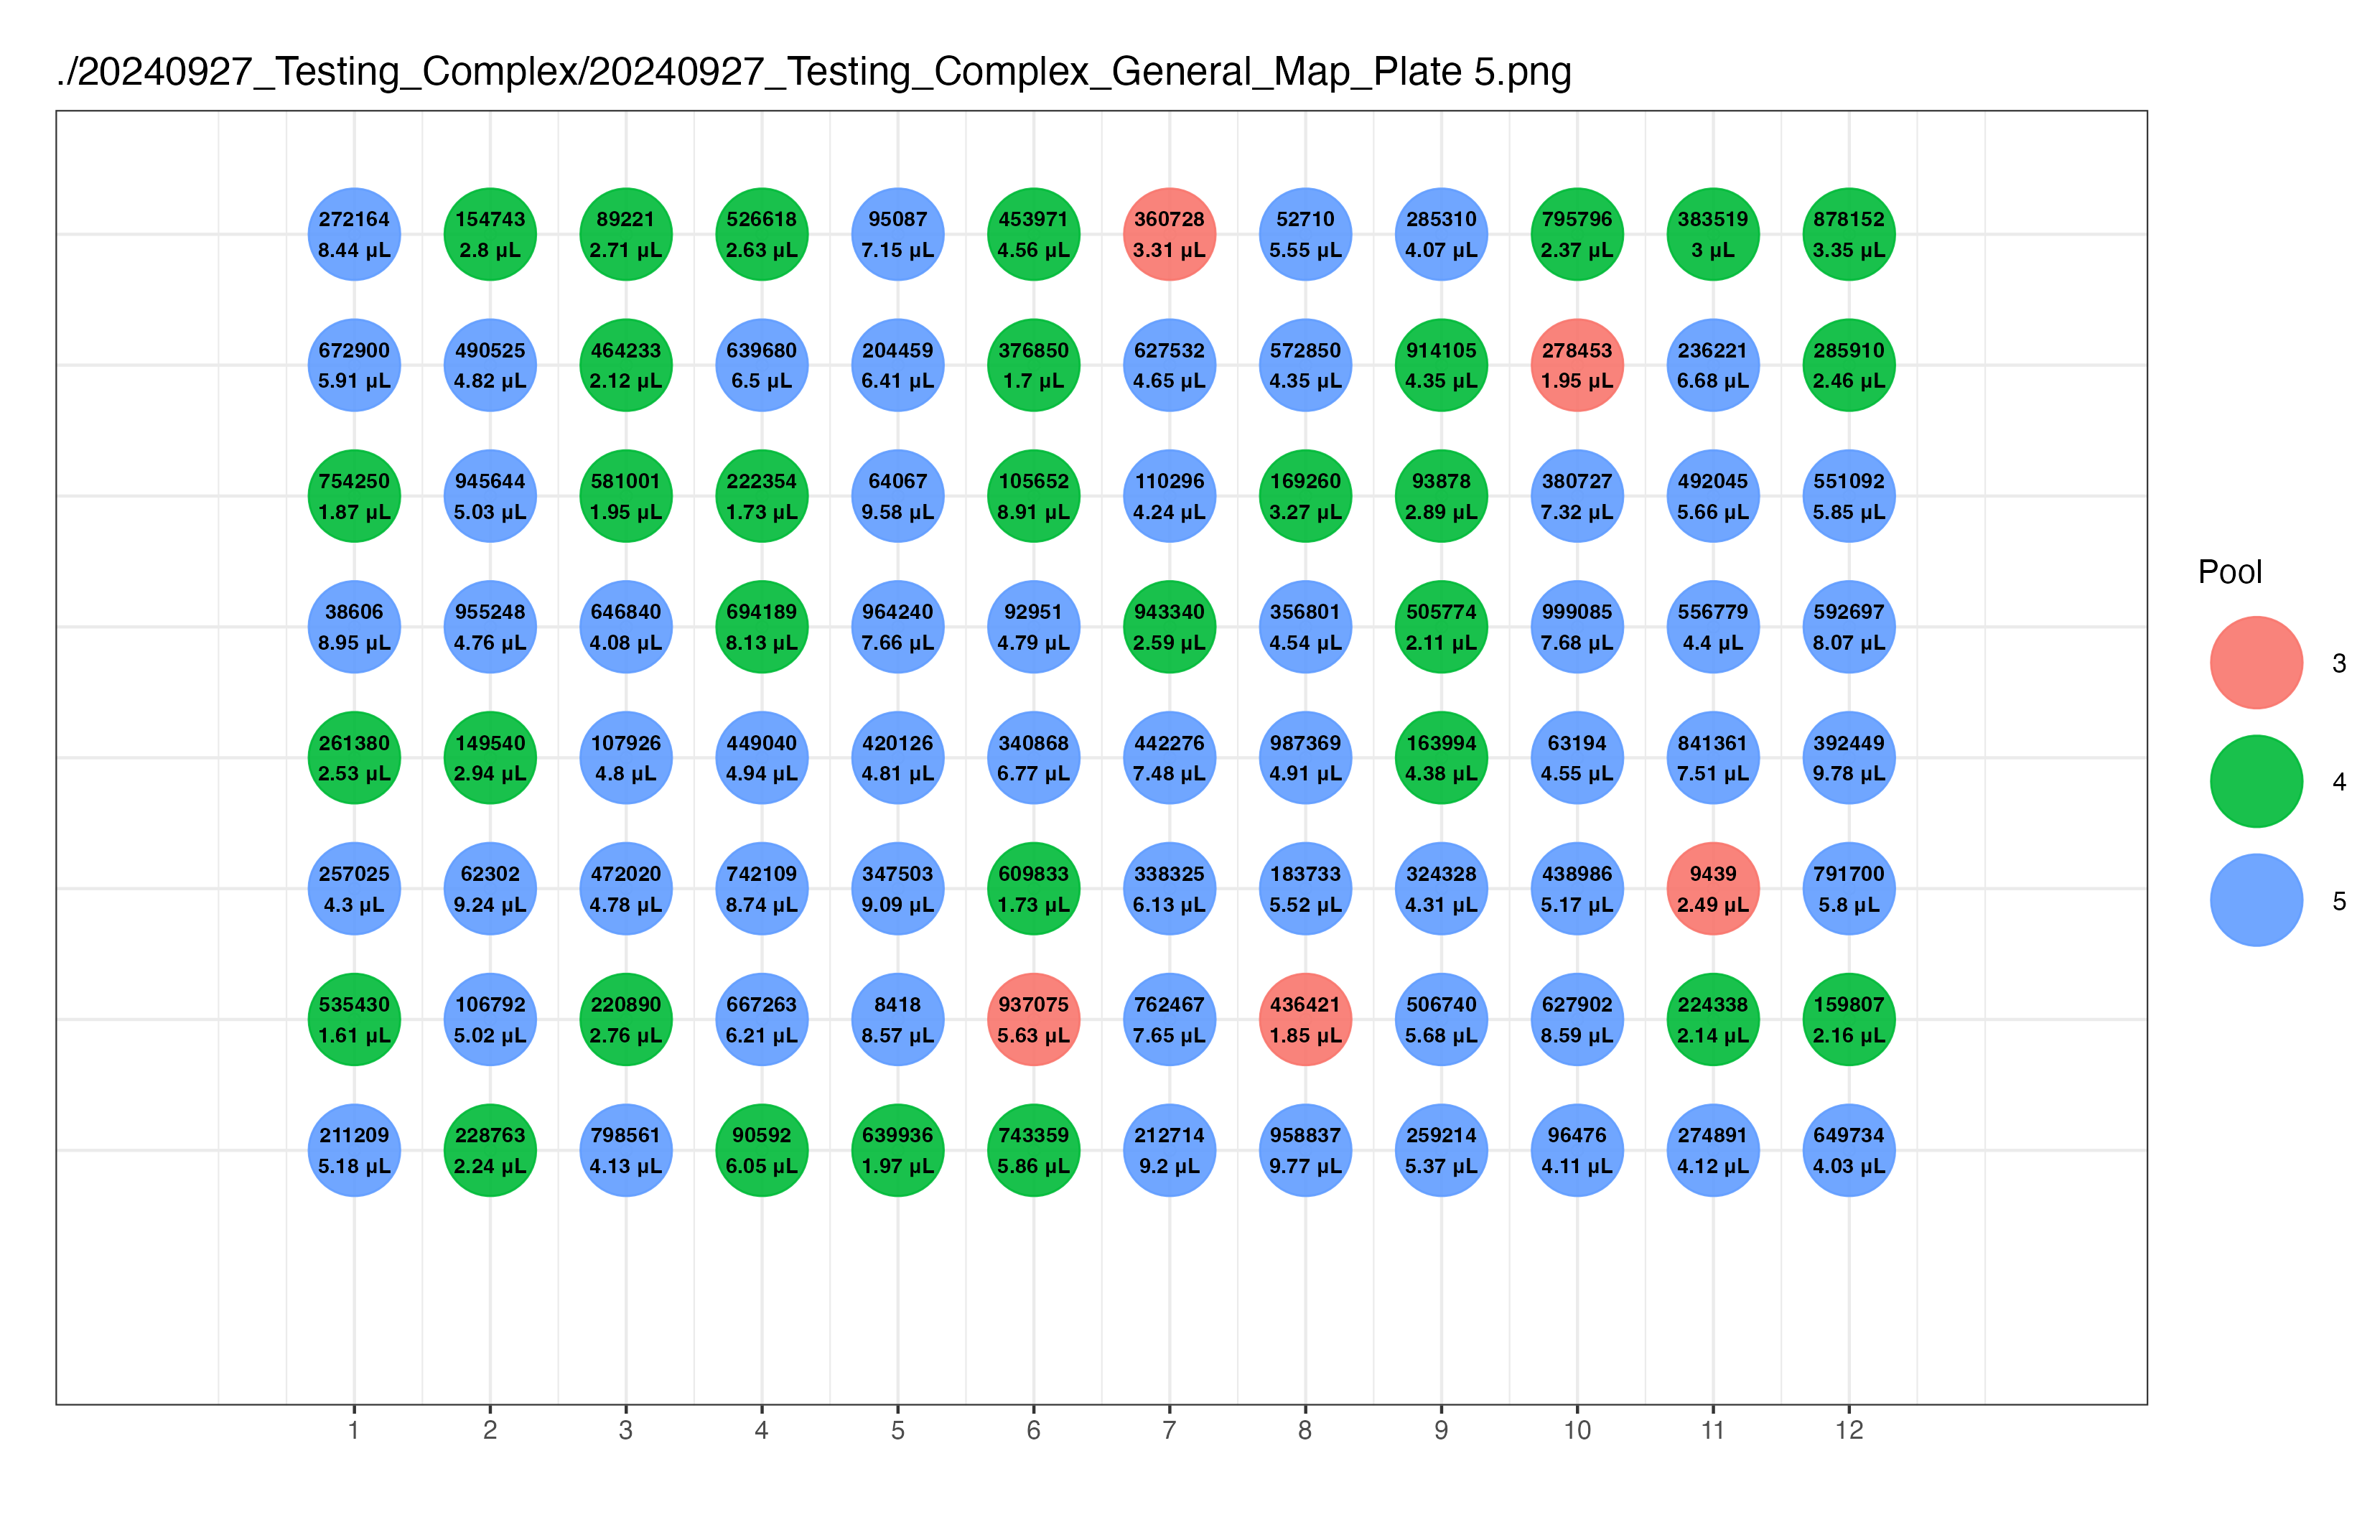 ./20240927_Testing_Complex/20240927_Testing_Complex_General_Map_Plate 5.png
272164 154743 89221 526618 95087 453971 360728 52710 285310 795796 383519 878152
8.44 µL 2.8 µL 2.71 µL 2.63 µL 7.15 µL 4.56 µL 3.31 µL 5.55 µL 4.07 µL 2.37 µL 3 µL 3.35 µL
672900 490525 464233 639680 204459 376850 627532 572850 914105 278453 236221 285910
5.91 µL 4.82 µL 2.12 µL 6.5 µL 6.41 µL 1.7 µL 4.65 µL 4.35 µL 4.35 µL 1.95 µL 6.68 µL 2.46 µL
754250 945644 581001 222354 64067 105652 110296 169260 93878 380727 492045 551092
1.87 µL 5.03 µL 1.95 µL 1.73 µL 9.58 µL 8.91 µL 4.24 µL 3.27 µL 2.89 µL 7.32 µL 5.66 µL 5.85 µL
38606 955248 646840 694189 964240 92951 943340 356801 505774 999085 556779 592697
8.95 µL 4.76 µL 4.08 µL 8.13 µL 7.66 µL 4.79 µL 2.59 µL 4.54 µL 2.11 µL 7.68 µL 4.4 µL 8.07 µL
261380 149540 107926 449040 420126 340868 442276 987369 163994 63194 841361 392449
2.53 µL 2.94 µL 4.8 µL 4.94 µL 4.81 µL 6.77 µL 7.48 µL 4.91 µL 4.38 µL 4.55 µL 7.51 µL 9.78 µL
257025 62302 472020 742109 347503 609833 338325 183733 324328 438986 9439 791700
4.3 µL 9.24 µL 4.78 µL 8.74 µL 9.09 µL 1.73 µL 6.13 µL 5.52 µL 4.31 µL 5.17 µL 2.49 µL 5.8 µL
535430 106792 220890 667263 8418 937075 762467 436421 506740 627902 224338 159807
1.61 µL 5.02 µL 2.76 µL 6.21 µL 8.57 µL 5.63 µL 7.65 µL 1.85 µL 5.68 µL 8.59 µL 2.14 µL 2.16 µL
211209 228763 798561 90592 639936 743359 212714 958837 259214 96476 274891 649734
5.18 µL 2.24 µL 4.13 µL 6.05 µL 1.97 µL 5.86 µL 9.2 µL 9.77 µL 5.37 µL 4.11 µL 4.12 µL 4.03 µL
1 2 3 4 5 6 7 8 9 10 11 12
Pool
3
4
5